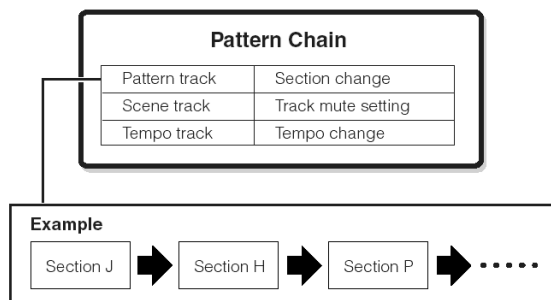 Pattern Chain
Pattern track Section change
Scene track Track mute setting
Tempo track Tempo change
Example
Section J Section H Section P